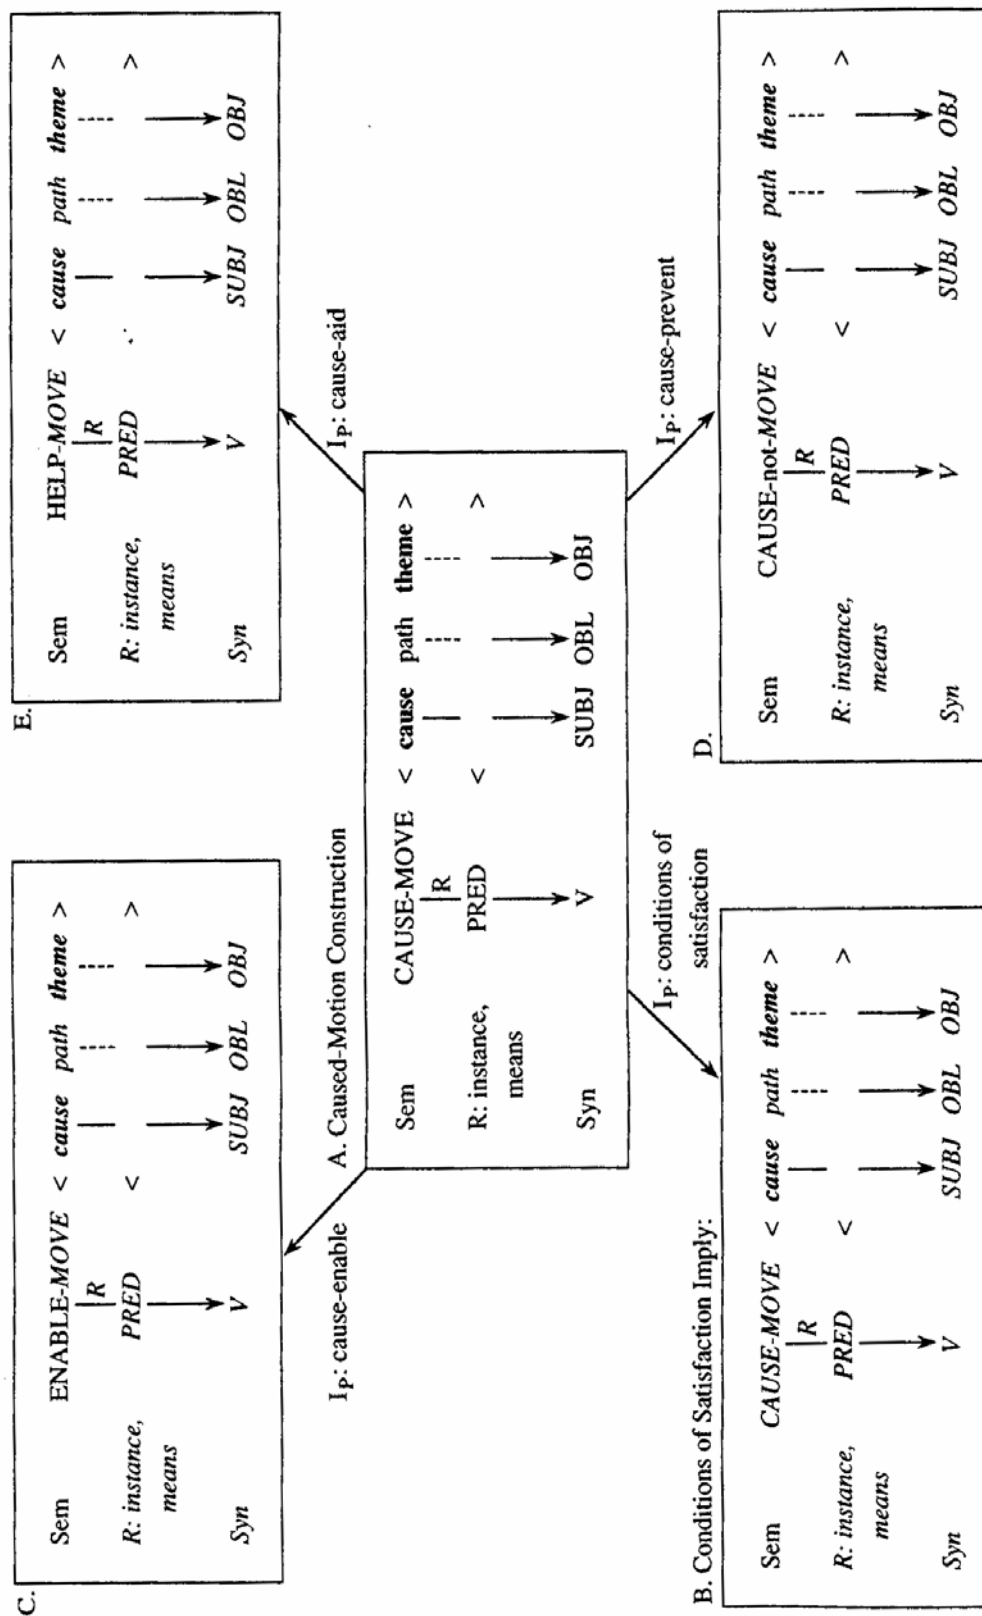 C.
Sem ENABLE-MOVE < cause path theme >
R
R: instance, PRED < >
means
Syn V SUBJ OBL OBJ
E.
Sem HELP-MOVE < cause path theme >
R
R: instance, PRED >
means
Syn V SUBJ OBL OBJ
Ip: cause-enable
Ip: cause-aid
A. Caused-Motion Construction
Sem CAUSE-MOVE < cause path theme >
R
R: instance, PRED < >
means
Syn V SUBJ OBL OBJ
Ip: conditions of
satisfaction
Ip: cause-prevent
B. Conditions of Satisfaction Imply:
Sem CAUSE-MOVE < cause path theme >
R
R: instance, PRED < >
means
Syn V SUBJ OBL OBJ
D.
Sem CAUSE-not-MOVE < cause path theme >
R
R: instance, PRED < >
means
Syn V SUBJ OBL OBJ